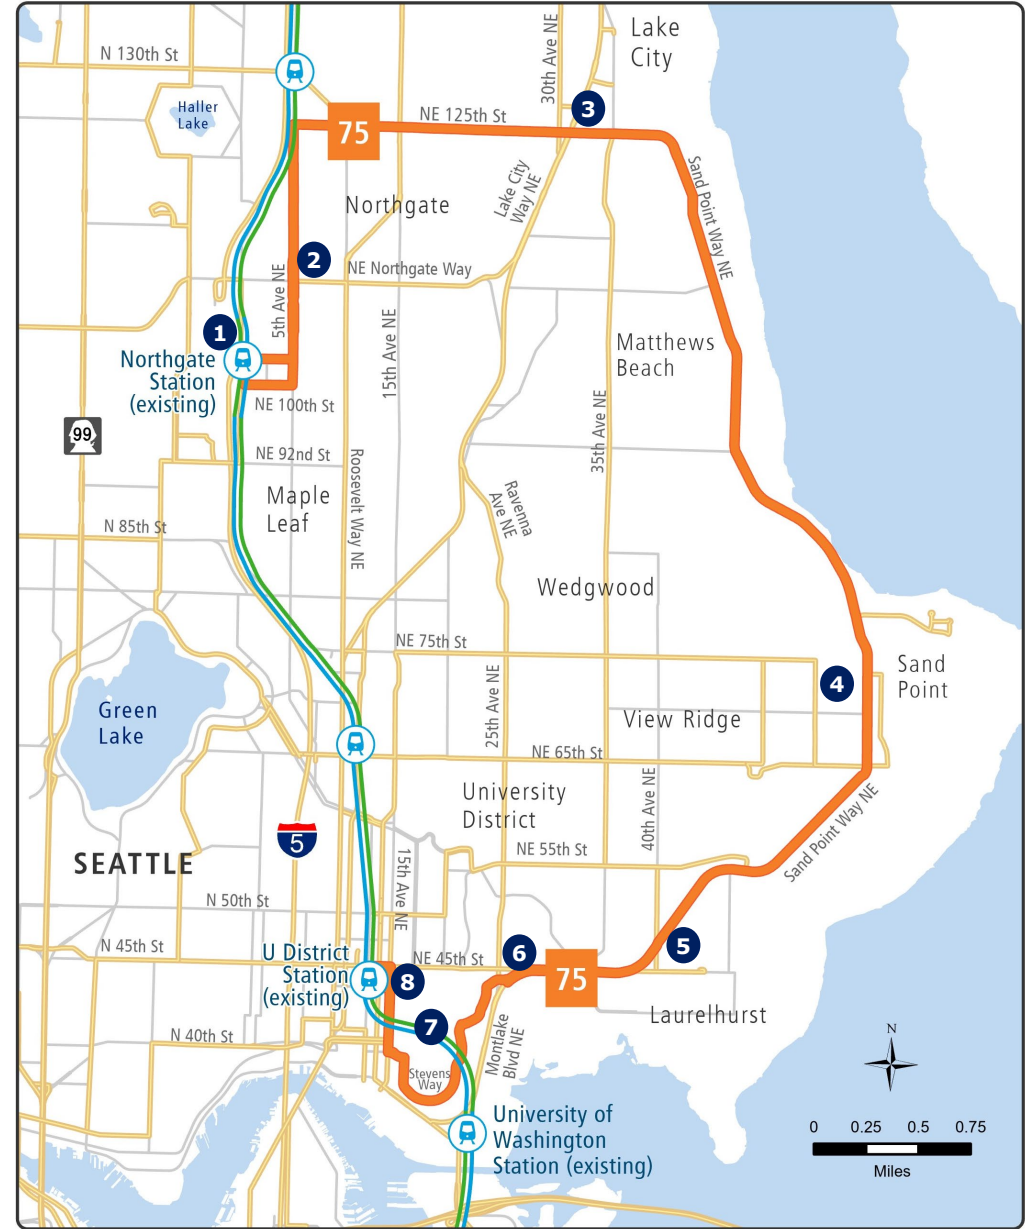 Lake
City
30th Ave NE
N 130th St
Haller
Lake
3
NE 125th St
75
Sand Point Way NE
Lake City
Way NE
Northgate
2
NE Northgate Way
5th Ave NE
1
15th Ave NE
Matthews
Beach
Northgate
Station
(existing)
NE 100th St
35th Ave NE
99
NE 92nd St
Roosevelt Way NE
Maple
Leaf
Ravenna
Ave NE
N 85th St
Wedgwood
NE 75th St
Sand
Point
4
25th Ave NE
Green
Lake
View Ridge
NE 65th St
40th Ave NE
University
District
Sand Point Way NE
5
NE 55th St
SEATTLE
15th Ave NE
N 50th St
N 45th St
U District
Station
(existing)
NE 45th St
6
5
8
75
7
Laurelhurst
N 40th St
Montlake
Blvd NE
Stevens
Way
N
University of
Washington
Station (existing)
0 0.25 0.5 0.75
Miles